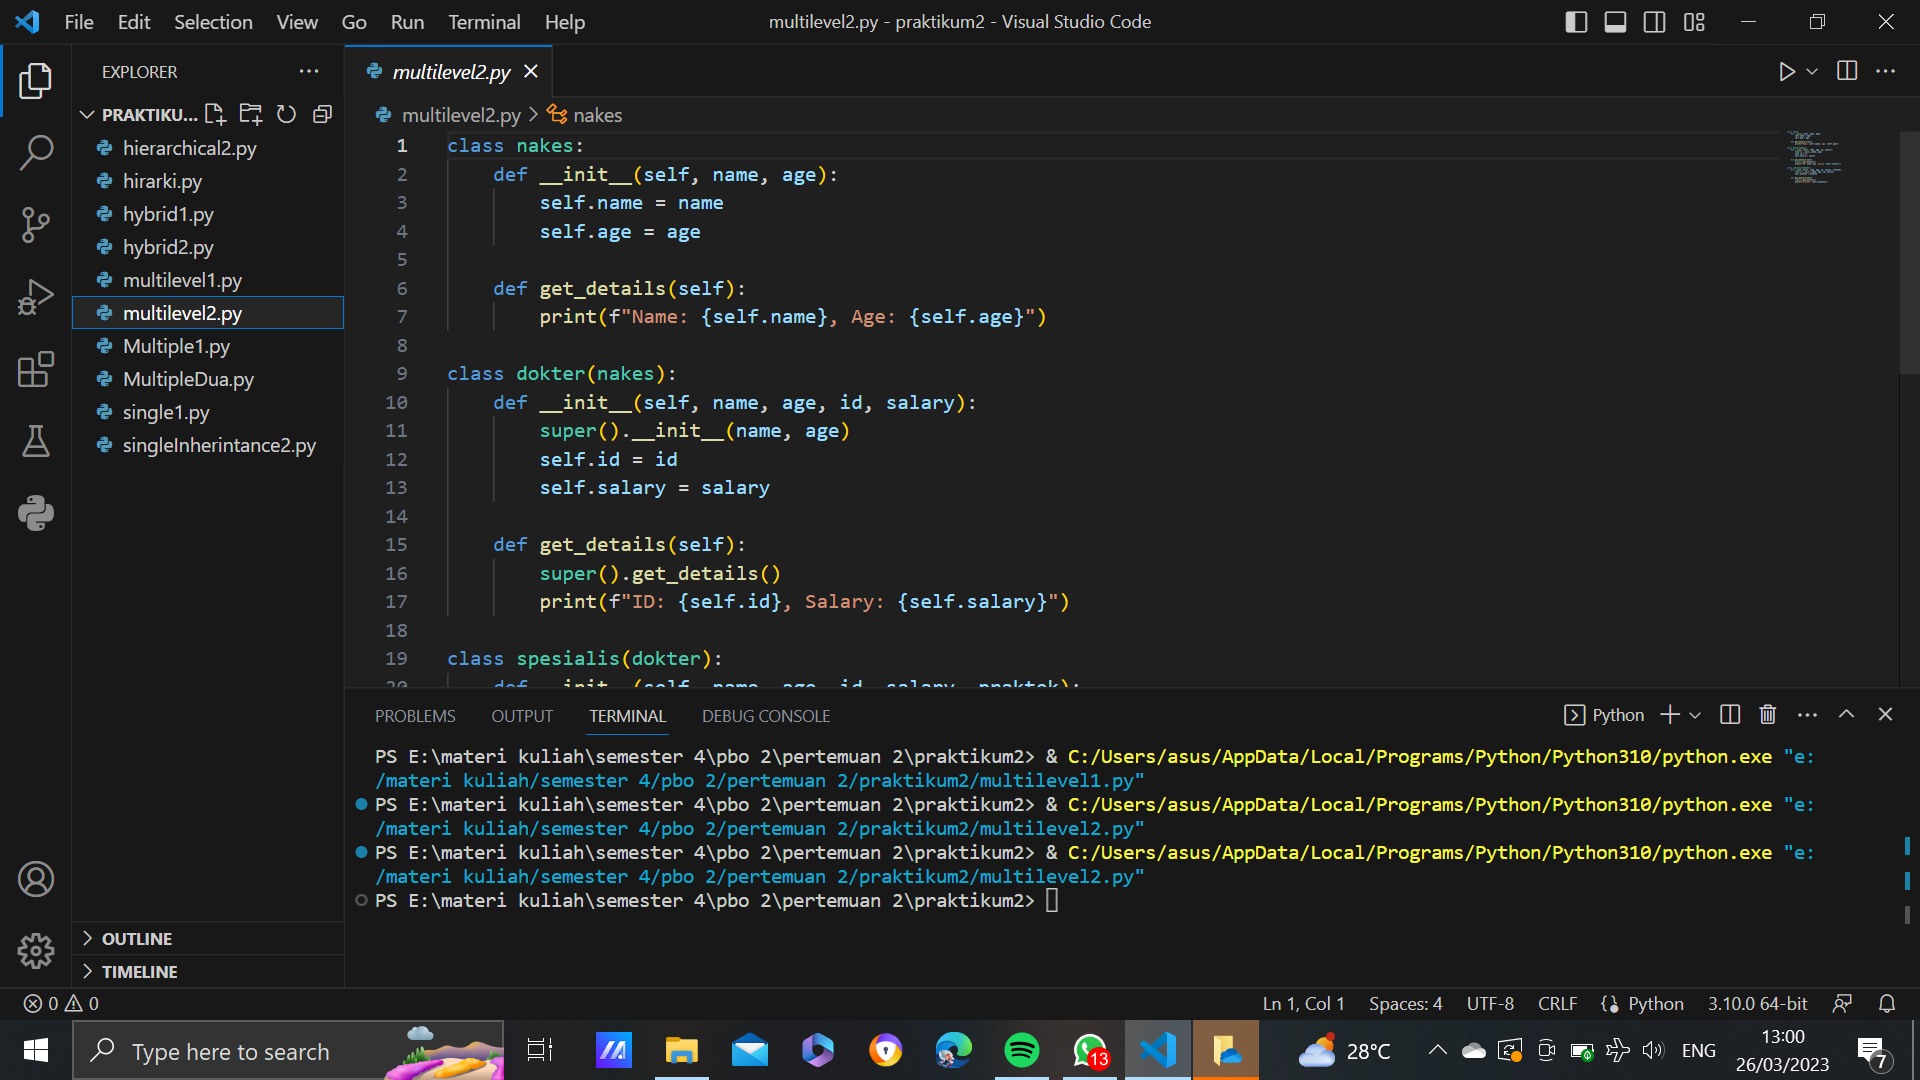 File Edit Selection View Go Run Terminal Help
multilevel2.py - praktikum2 - Visual Studio Code
EXPLORER
PRAKTIKU...
hierarchical2.py
hirarki.py
hybrid1.py
hybrid2.py
multilevel1.py
multilevel2.py
Multiple1.py
MultipleDua.py
single1.py
singleInherintance2.py
OUTLINE
TIMELINE
multilevel2.py
multilevel2.py > nakes
1 class nakes:
2 def __init__(self, name, age):
3 self.name = name
4 self.age = age
5
6 def get_details(self):
7 print(f"Name: {self.name}, Age: {self.age}")
8
9 class dokter(nakes):
10 def __init__(self, name, age, id, salary):
11 super().__init__(name, age)
12 self.id = id
13 self.salary = salary
14
15 def get_details(self):
16 super().get_details()
17 print(f"ID: {self.id}, Salary: {self.salary}")
18
19 class spesialis(dokter):
20 def __init__(self, name, age, id, salary, praktek):
PROBLEMS OUTPUT TERMINAL DEBUG CONSOLE
Python
PS E:\materi kuliah\semester 4\pbo 2\pertemuan 2\praktikum2> & C:/Users/asus/AppData/Local/Programs/Python/Python310/python.exe "e:
/materi kuliah/semester 4/pbo 2/pertemuan 2/praktikum2/multilevel1.py"
PS E:\materi kuliah\semester 4\pbo 2\pertemuan 2\praktikum2> & C:/Users/asus/AppData/Local/Programs/Python/Python310/python.exe "e:
/materi kuliah/semester 4/pbo 2/pertemuan 2/praktikum2/multilevel2.py"
PS E:\materi kuliah\semester 4\pbo 2\pertemuan 2\praktikum2> & C:/Users/asus/AppData/Local/Programs/Python/Python310/python.exe "e:
/materi kuliah/semester 4/pbo 2/pertemuan 2/praktikum2/multilevel2.py"
PS E:\materi kuliah\semester 4\pbo 2\pertemuan 2\praktikum2>
0 0
Ln 1, Col 1 Spaces: 4 UTF-8 CRLF Python 3.10.0 64-bit
Type here to search
13
28°C
ENG
13:00
26/03/2023
7